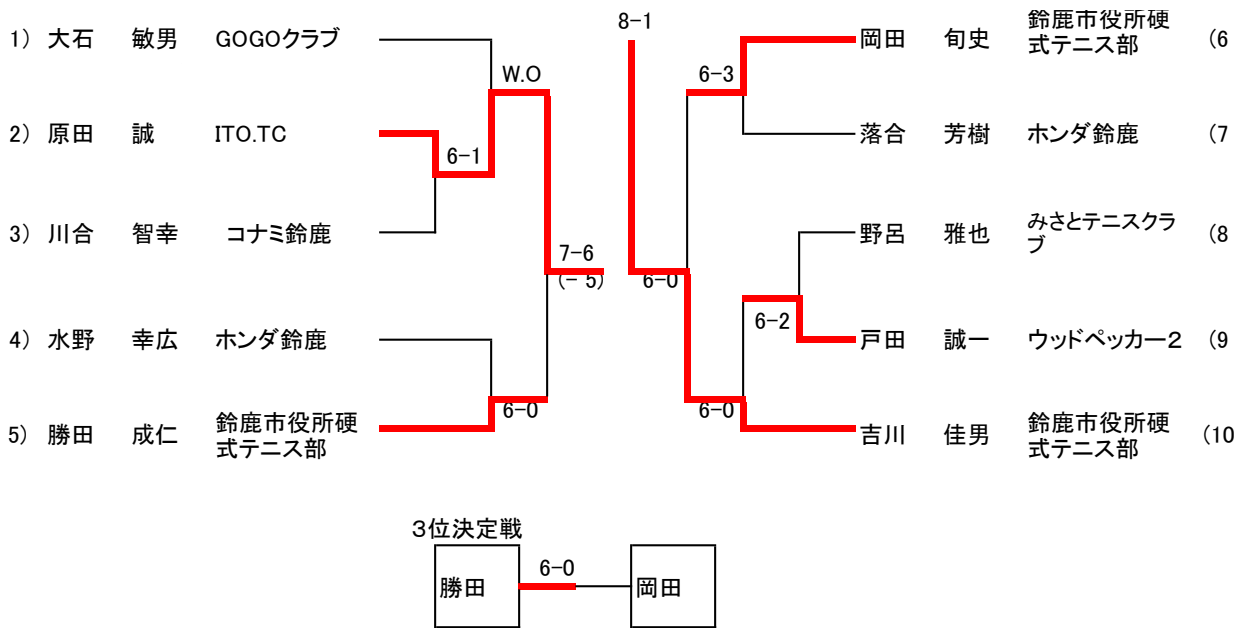 8-1
1) 大石 敏男 GOGOクラブ
W.O
2) 原田 誠 ITO.TC
6-1
3) 川合 智幸 コナミ鈴鹿
7-6
(-5)
4) 水野 幸広 ホンダ鈴鹿
6-0
5) 勝田 成仁 鈴鹿市役所硬
式テニス部
岡田 旬史 鈴鹿市役所硬
式テニス部 (6
6-3
落合 芳樹 ホンダ鈴鹿 (7
6-0
野呂 雅也 みさとテニスクラ
ブ (8
6-2
戸田 誠一 ウッドペッカー2 (9
6-0
吉川 佳男 鈴鹿市役所硬
式テニス部 (10
3位決定戦
勝田 6-0 岡田